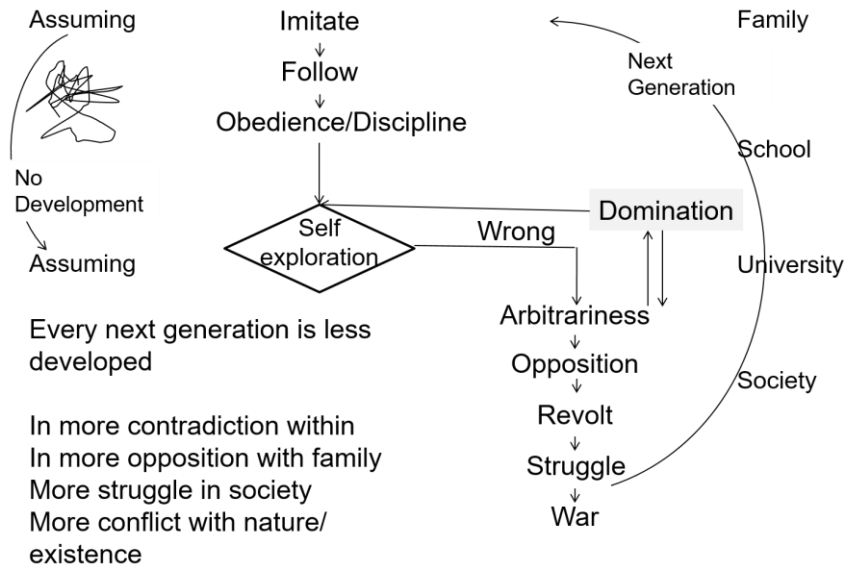 Assuming
Imitate
Family
Follow
Next
Generation
Obedience/Discipline
School
No
Development
Domination
Self
exploration
Wrong
Assuming
University
Arbitrariness
Every next generation is less
developed
Opposition
Society
Revolt
In more contradiction within
In more opposition with family
More struggle in society
More conflict with nature/
existence
Struggle
War